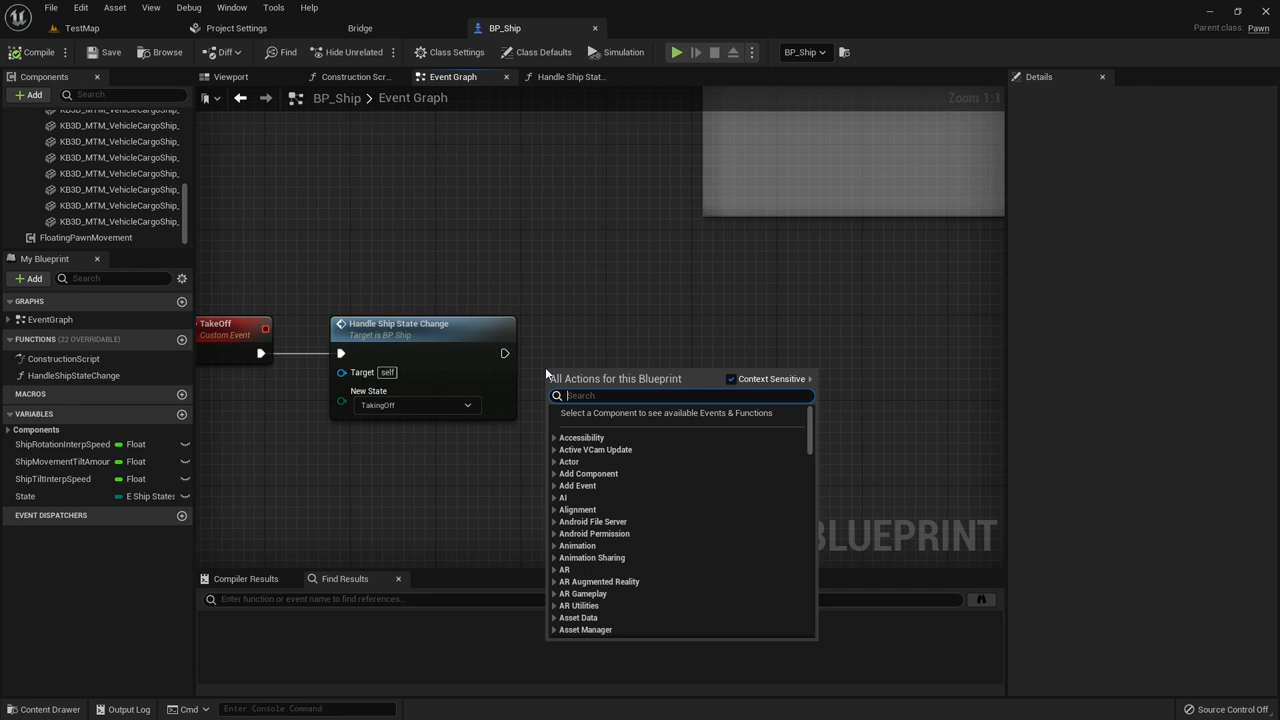 File Edit Asset View Debug Window Tools Help
TestMap Project Settings Bridge BP_Ship
Parent class: Pawn
Compile Save Browse Diff Find Hide Unrelated Class Settings Class Defaults Simulation BP_Ship
Components Viewport Construction Scr... Event Graph Handle Ship Stat... Details
Add Search
BP_Ship > Event Graph
Zoom 1:1
KB3D_MTM_VehicleCargoShip_
KB3D_MTM_VehicleCargoShip_
KB3D_MTM_VehicleCargoShip_
KB3D_MTM_VehicleCargoShip_
KB3D_MTM_VehicleCargoShip_
KB3D_MTM_VehicleCargoShip_
KB3D_MTM_VehicleCargoShip_
KB3D_MTM_VehicleCargoShip_
FloatingPawnMovement
My Blueprint
Add Search
GRAPHS
EventGraph
FUNCTIONS (22 OVERRIDABLE)
ConstructionScript
HandleShipStateChange
MACROS
VARIABLES
Components
ShipRotationInterpSpeed Float
ShipMovementTiltAmour Float
ShipTiltInterpSpeed Float
State E Ship States
EVENT DISPATCHERS
TakeOff
Custom Event
Handle Ship State Change
Target is BP Ship
Target self
New State
TakingOff
All Actions for this Blueprint Context Sensitive
Search
Select a Component to see available Events & Functions
Accessibility
Active VCam Update
Actor
Add Component
Add Event
AI
Alignment
Android File Server
Android Permission
Animation
Animation Sharing
AR
AR Augmented Reality
AR Gameplay
AR Utilities
Asset Data
Asset Manager
BLUEPRINT
Compiler Results Find Results
Enter function or event name to find references...
Content Drawer Output Log Cmd Enter Console Command Source Control Off